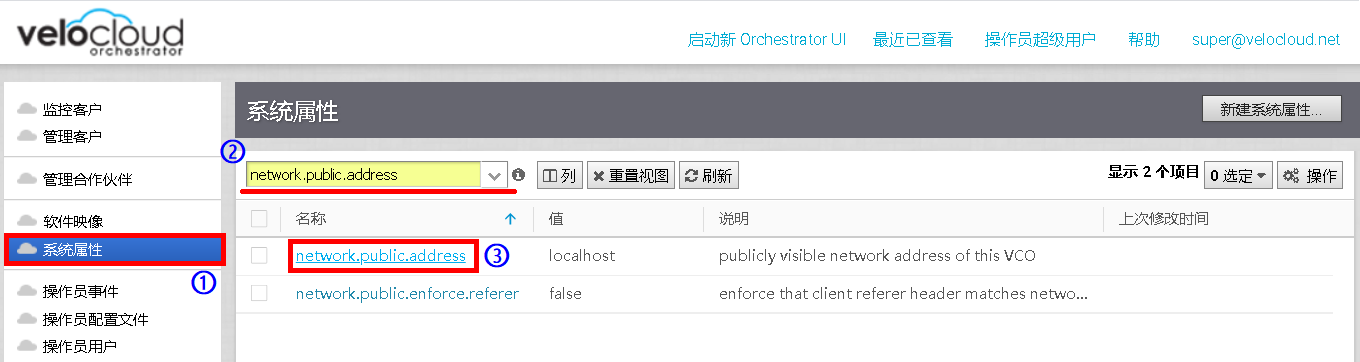 velocloud
orchestrator
启动新 Orchestrator UI 最近已查看 操作员超级用户 帮助 super@velocloud.net
监控客户
管理客户
管理合作伙伴
软件映像
系统属性
①
操作员事件
操作员配置文件
操作员用户
系统属性 新建系统属性...
②
network.public.address 列 重置视图 刷新 显示 2 个项目 0 选定 操作
名称 值 说明 上次修改时间
network.public.address ③ localhost publicly visible network address of this VCO
network.public.enforce.referer false enforce that client referer header matches netwo...